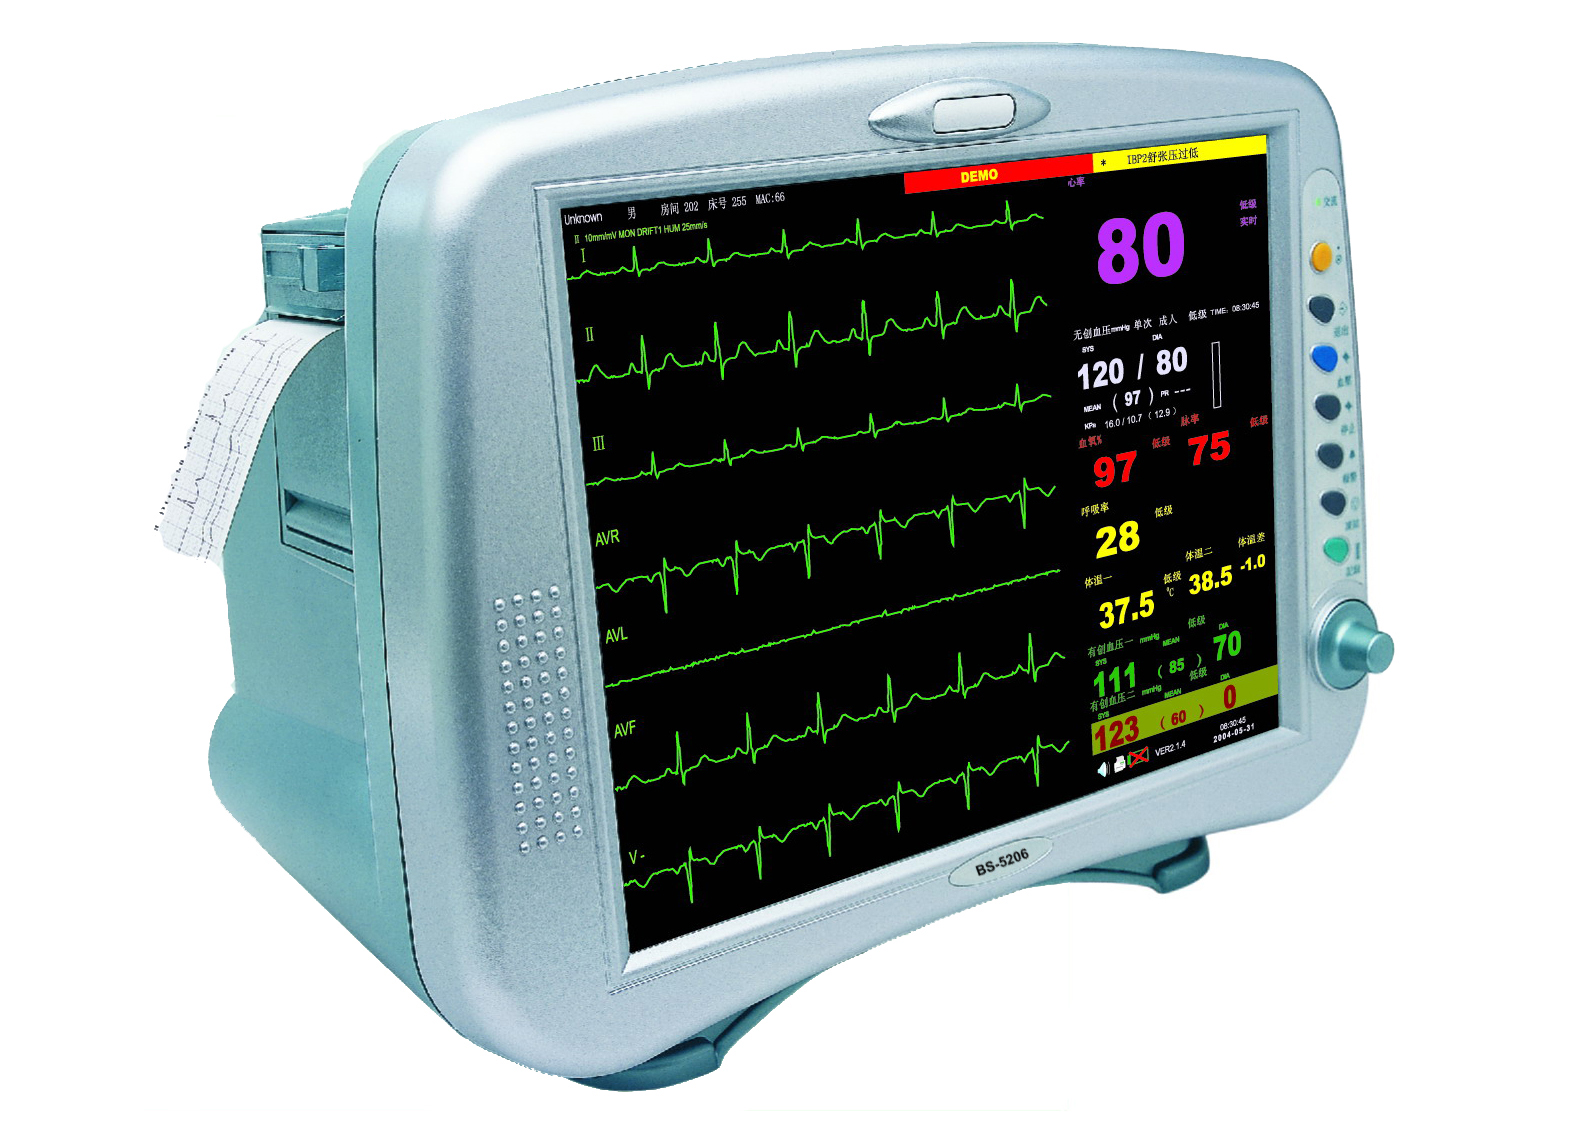 DEMO
* IBP2舒张压过低
Unknown 男 房间 202 床号 255 MAC:66
II 10mm/mV MON DRIFT1 HUM 25mm/s
I
II
III
AVR
AVL
AVF
V-
心率
低级
实时
80
无创血压mmHg 单次 成人 低级 TIME: 08:30:45
SYS DIA
120 / 80
MEAN ( 97 ) PR ---
KPa 16.0 / 10.7 ( 12.9 )
血氧% 低级 脉率 低级
97 75
呼吸率 低级
28
体温一 低级 体温二 体温差
37.5 ℃ 38.5 -1.0
有创血压一 mmHg MEAN 低级 DIA
SYS
111 ( 85 ) 70
有创血压二 mmHg MEAN 低级 DIA
SYS
123 ( 60 ) 0
VER2.1.4
08:30:45
2004-05-31
交流
BS-5206